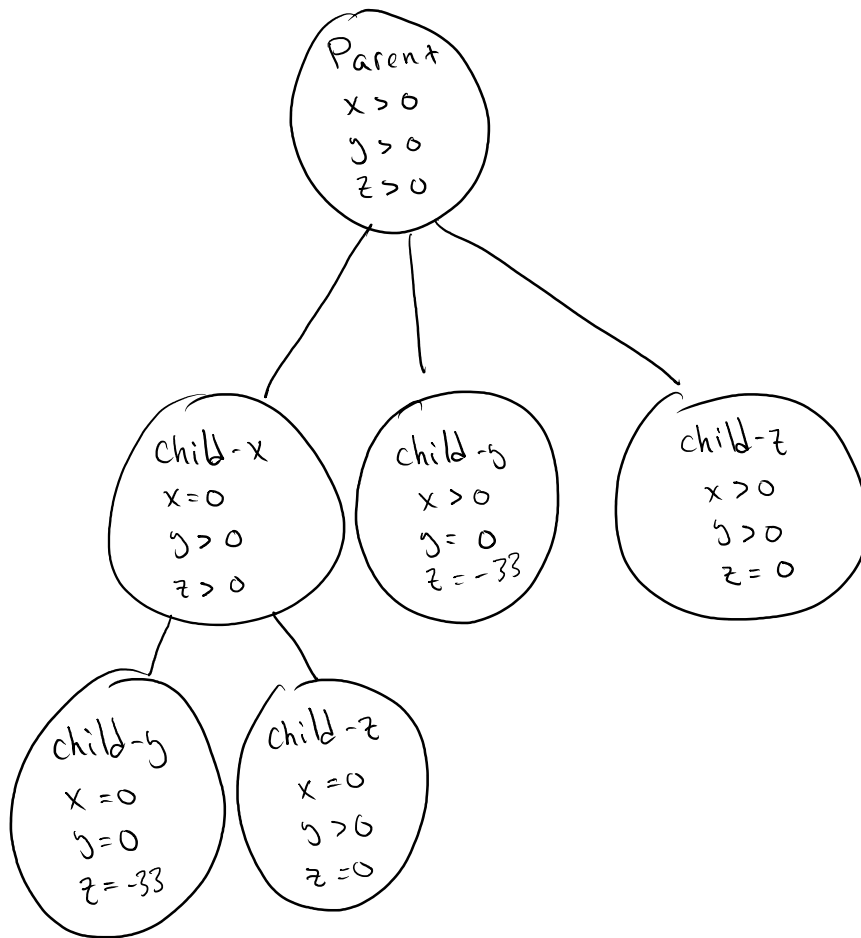 Parent
x > 0
y > 0
z > 0
child-x
x = 0
y > 0
z > 0
child-y
x > 0
y = 0
z = -33
child-z
x > 0
y > 0
z = 0
child-y
x = 0
y = 0
z = -33
child-z
x = 0
y > 0
z = 0